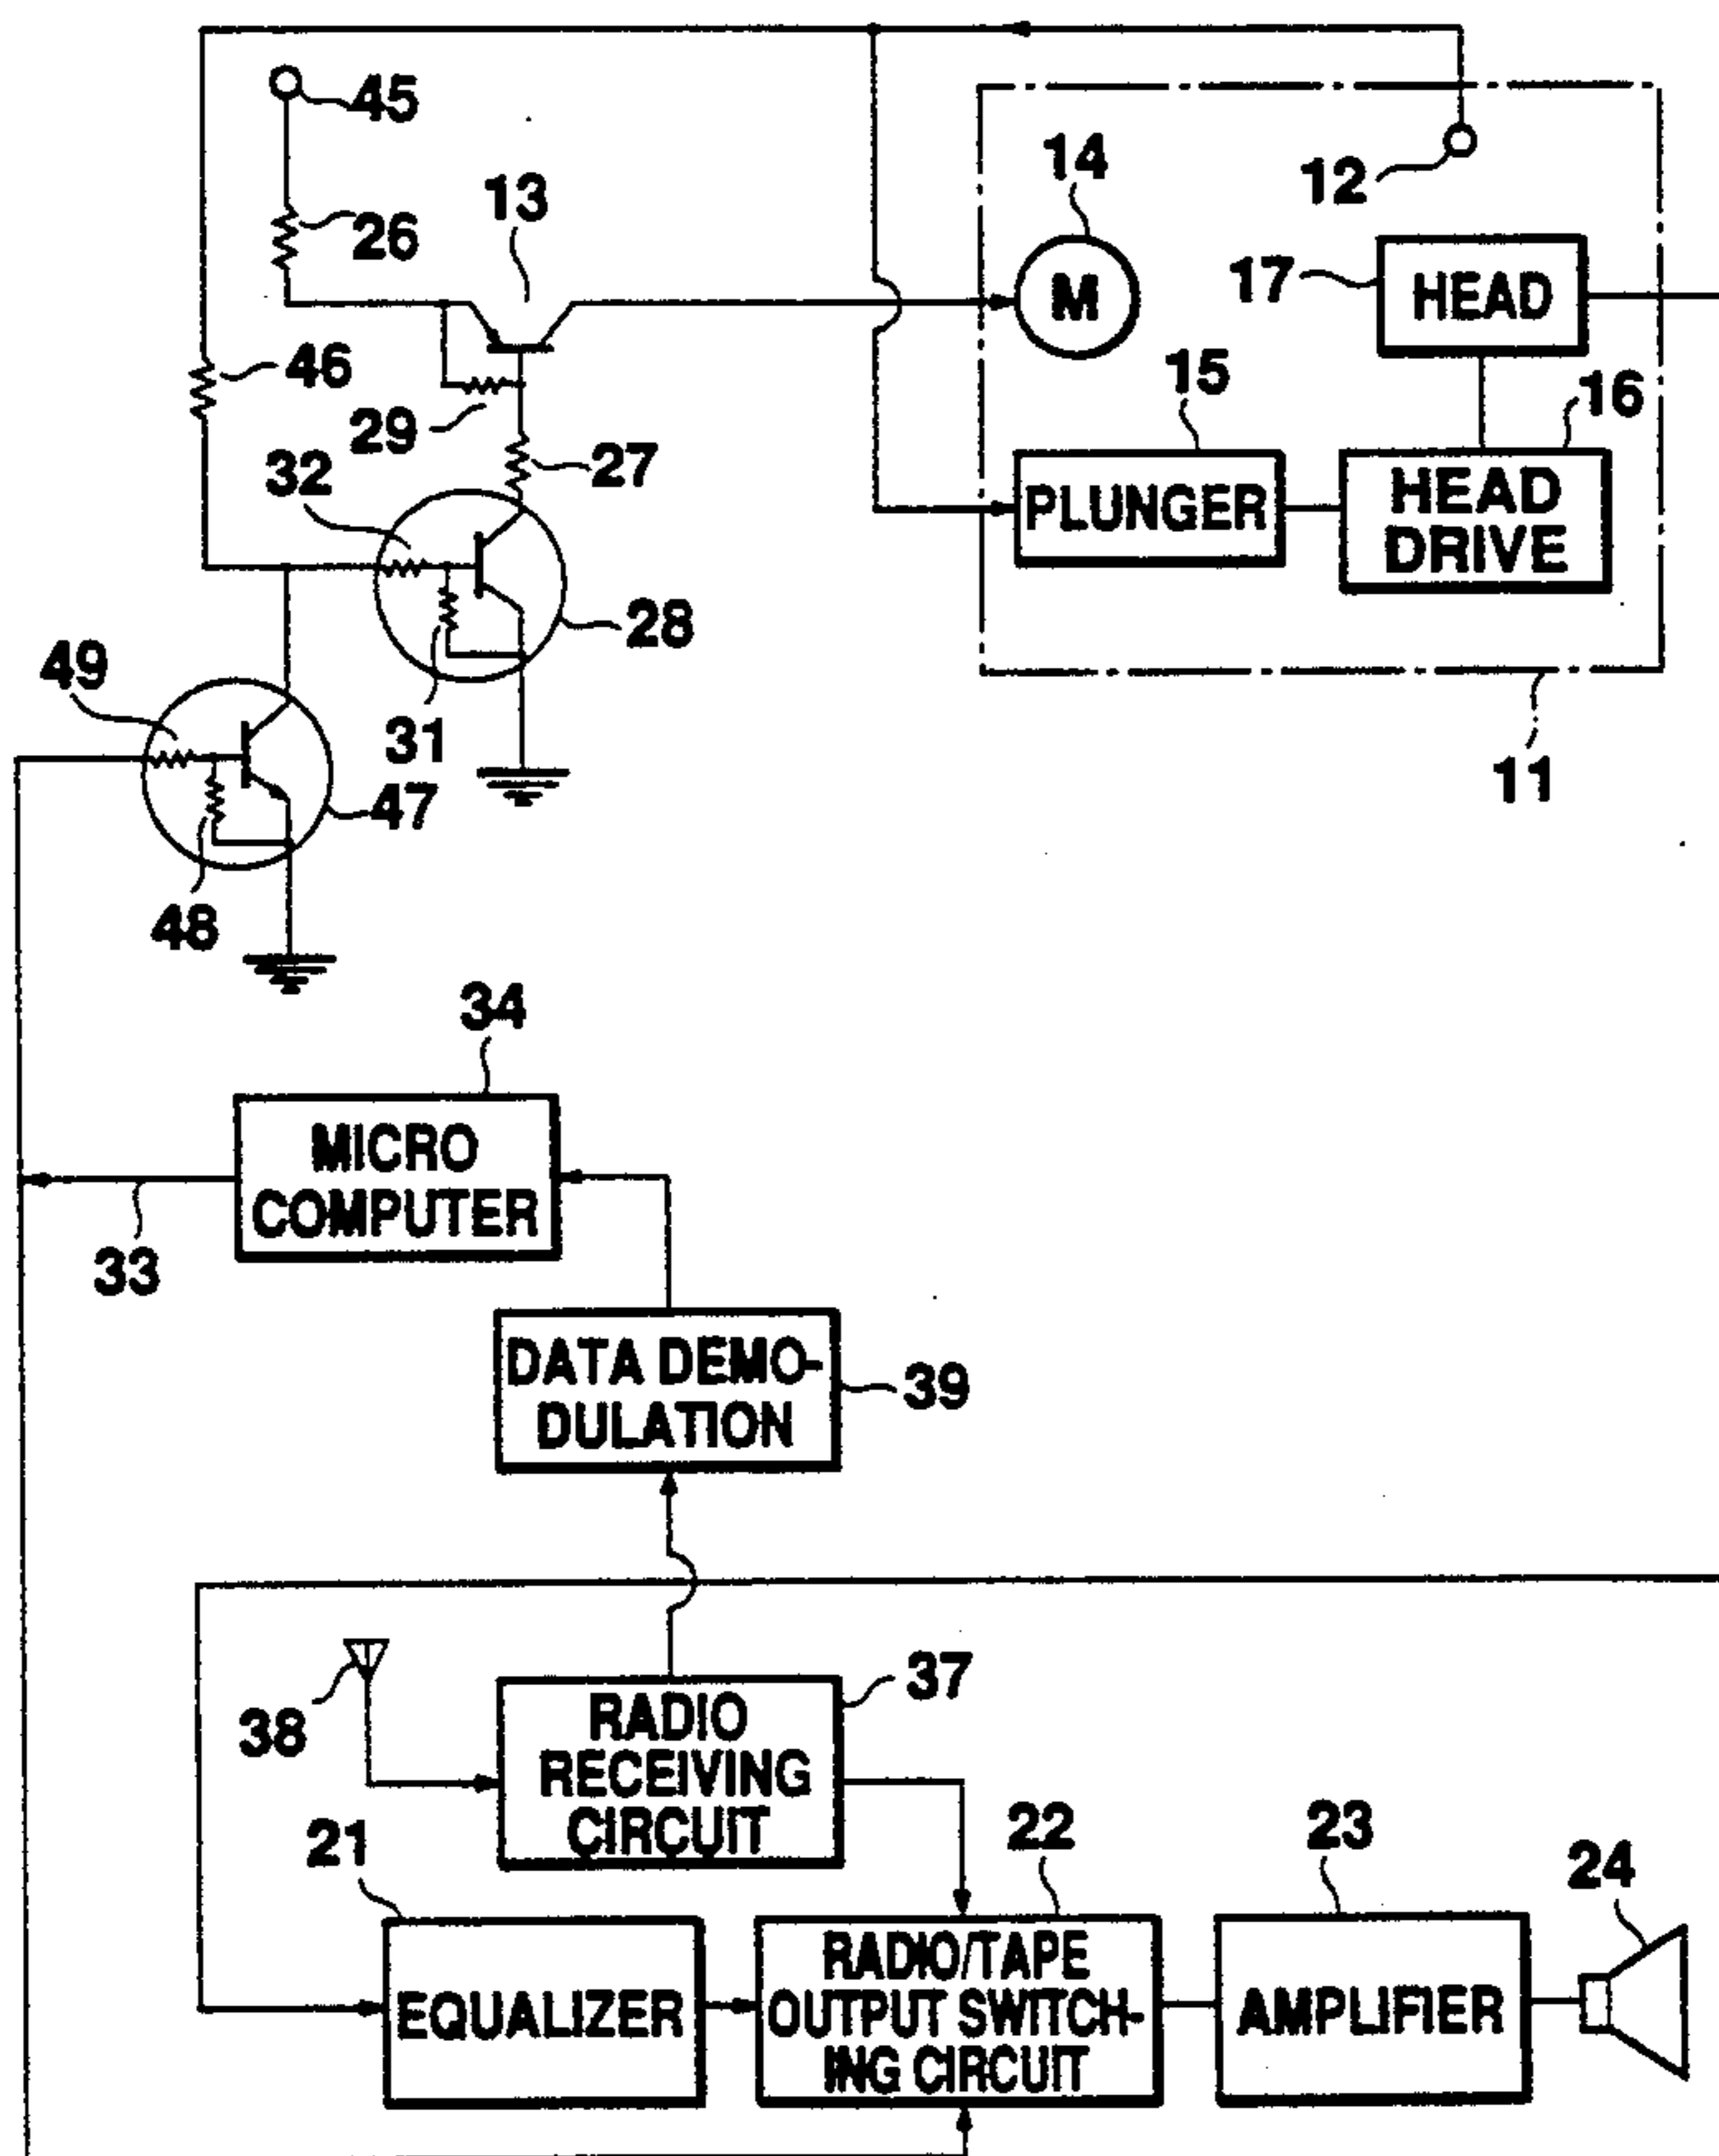 45
14
12
13
26
17
HEAD
M
46
15
16
29
32
27
PLUNGER
HEAD
DRIVE
28
49
31
11
47
48
34
MICRO
COMPUTER
33
DATA DEMO-
DULATION
39
38
37
RADIO
RECEIVING
CIRCUIT
21
22
23
24
EQUALIZER
RADIO/TAPE
OUTPUT SWITCH-
ING CIRCUIT
AMPLIFIER